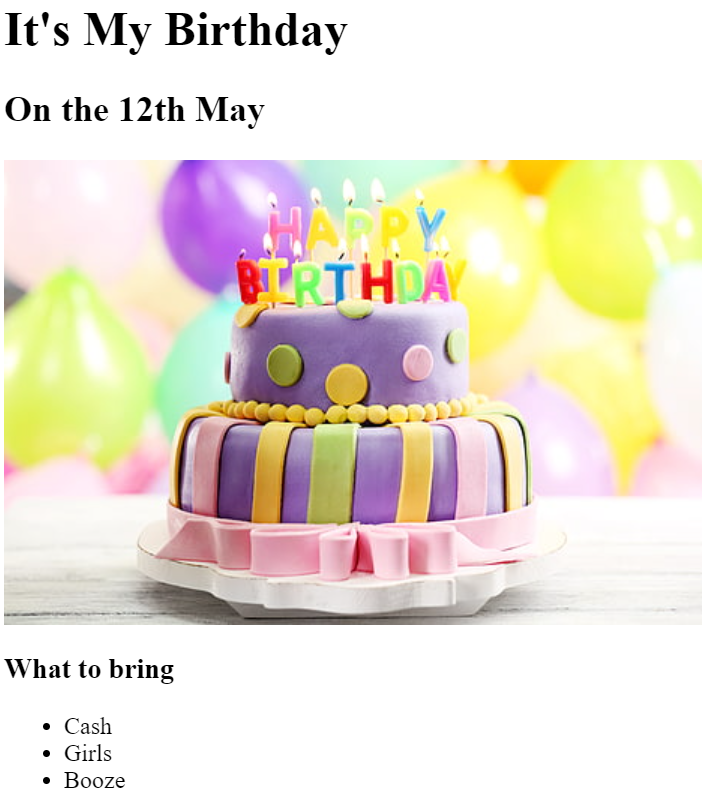 It's My Birthday
On the 12th May
HAPPY
BIRTHDAY
What to bring
Cash
Girls
Booze